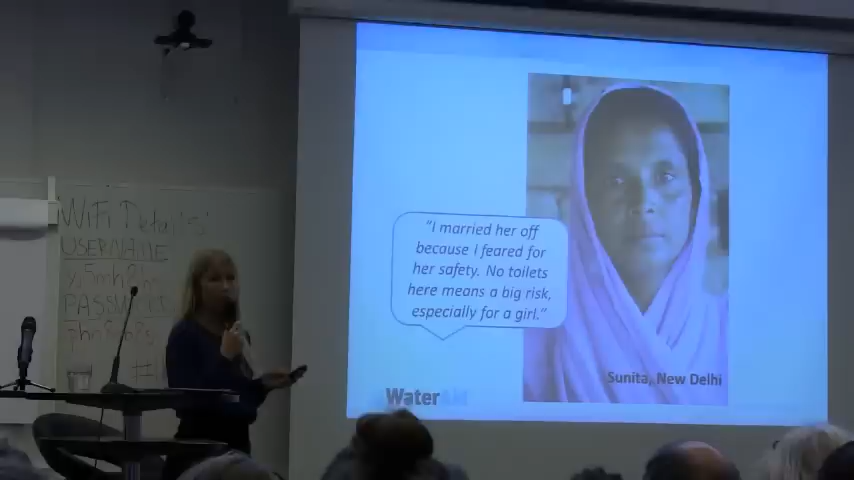 WiFi Details:
USERNAME
"I married her off
because I feared for
her safety. No toilets
here means a big risk,
especially for a girl."
Sunita, New Delhi
WaterAid